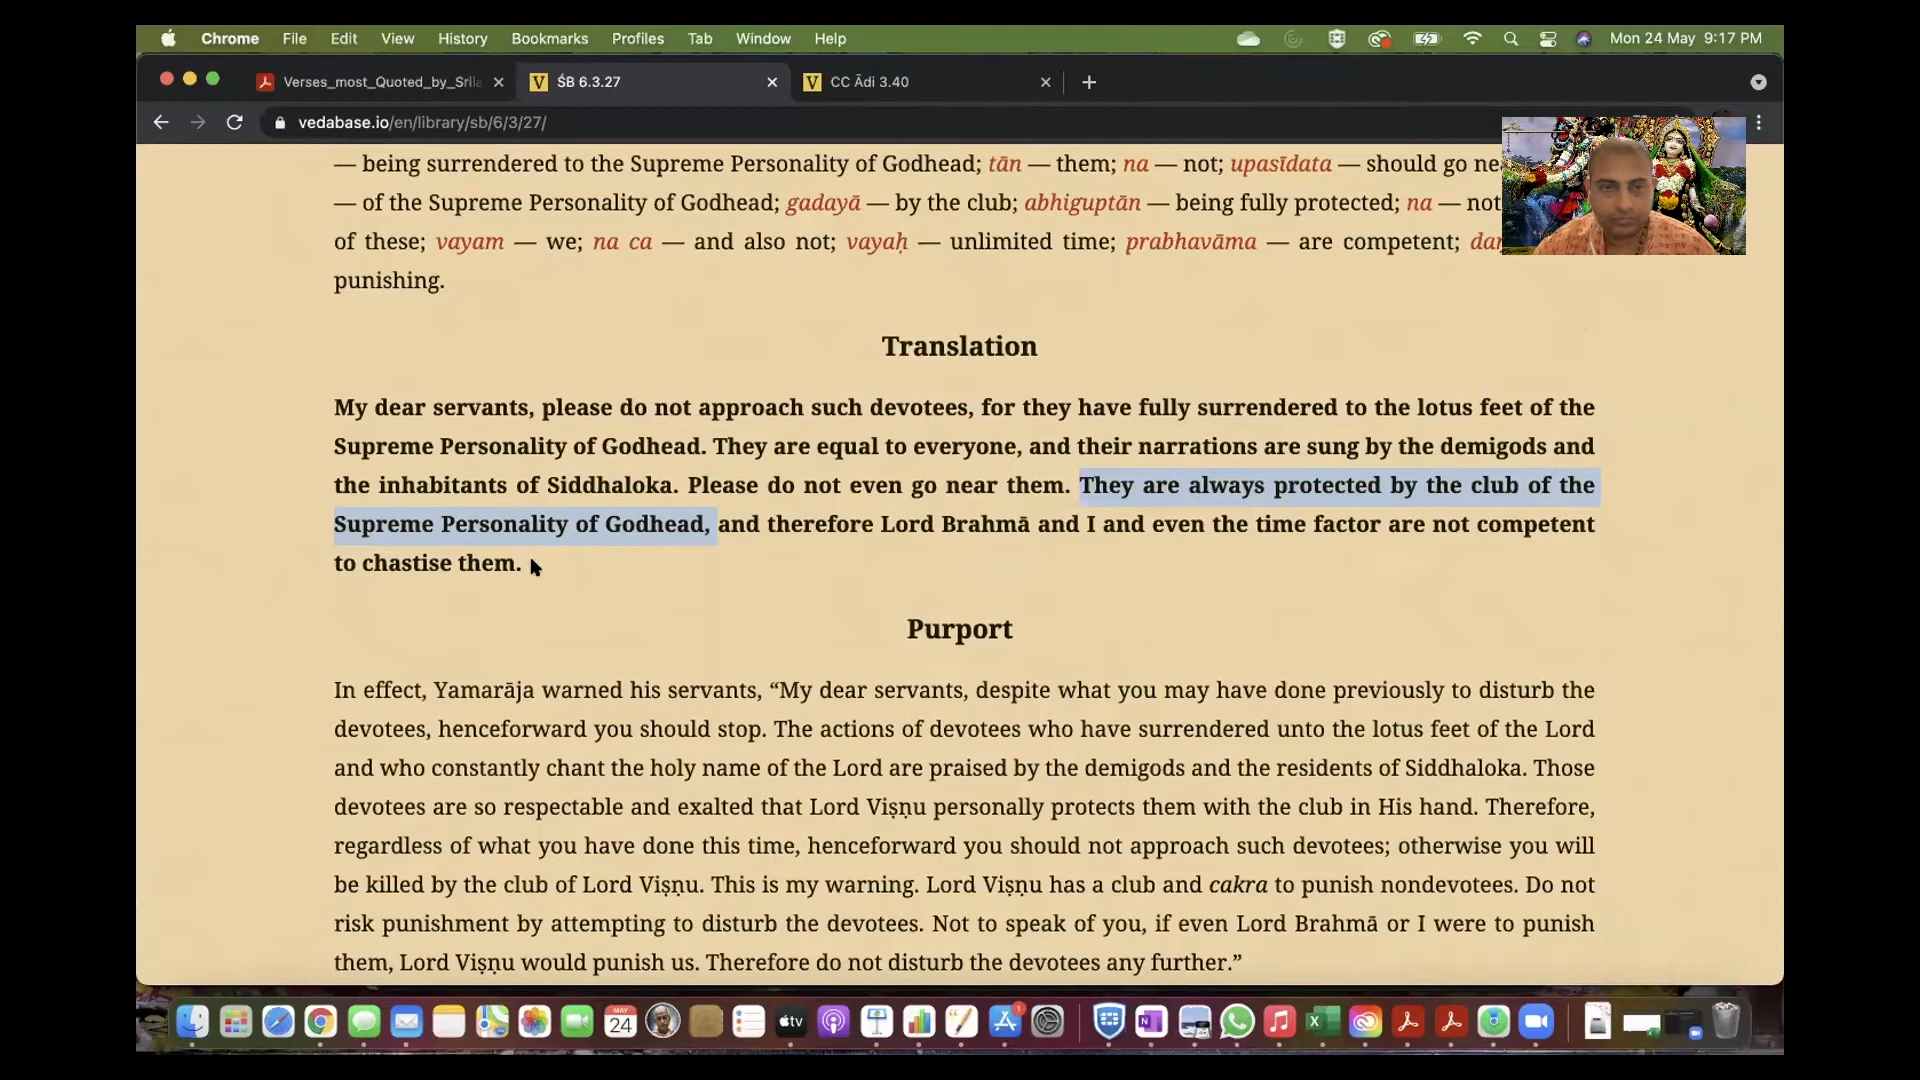 Chrome File Edit View History Bookmarks Profiles Tab Window Help Mon 24 May 9:17 PM
Verses_most_Quoted_by_Srila ŚB 6.3.27 CC Ādi 3.40
vedabase.io/en/library/sb/6/3/27/
— being surrendered to the Supreme Personality of Godhead; tān — them; na — not; upasīdata — should go
— of the Supreme Personality of Godhead; gadayā — by the club; abhiguptān — being fully protected; na — not
of these; vayam — we; na ca — and also not; vayaḥ — unlimited time; prabhavāma — are competent;
punishing.
Translation
My dear servants, please do not approach such devotees, for they have fully surrendered to the lotus feet of the
Supreme Personality of Godhead. They are equal to everyone, and their narrations are sung by the demigods and
the inhabitants of Siddhaloka. Please do not even go near them. They are always protected by the club of the
Supreme Personality of Godhead, and therefore Lord Brahmā and I and even the time factor are not competent
to chastise them.
Purport
In effect, Yamarāja warned his servants, “My dear servants, despite what you may have done previously to disturb the
devotees, henceforward you should stop. The actions of devotees who have surrendered unto the lotus feet of the Lord
and who constantly chant the holy name of the Lord are praised by the demigods and the residents of Siddhaloka. Those
devotees are so respectable and exalted that Lord Viṣṇu personally protects them with the club in His hand. Therefore,
regardless of what you have done this time, henceforward you should not approach such devotees; otherwise you will
be killed by the club of Lord Viṣṇu. This is my warning. Lord Viṣṇu has a club and cakra to punish nondevotees. Do not
risk punishment by attempting to disturb the devotees. Not to speak of you, if even Lord Brahmā or I were to punish
them, Lord Viṣṇu would punish us. Therefore do not disturb the devotees any further.”
MAY
24
tv
1